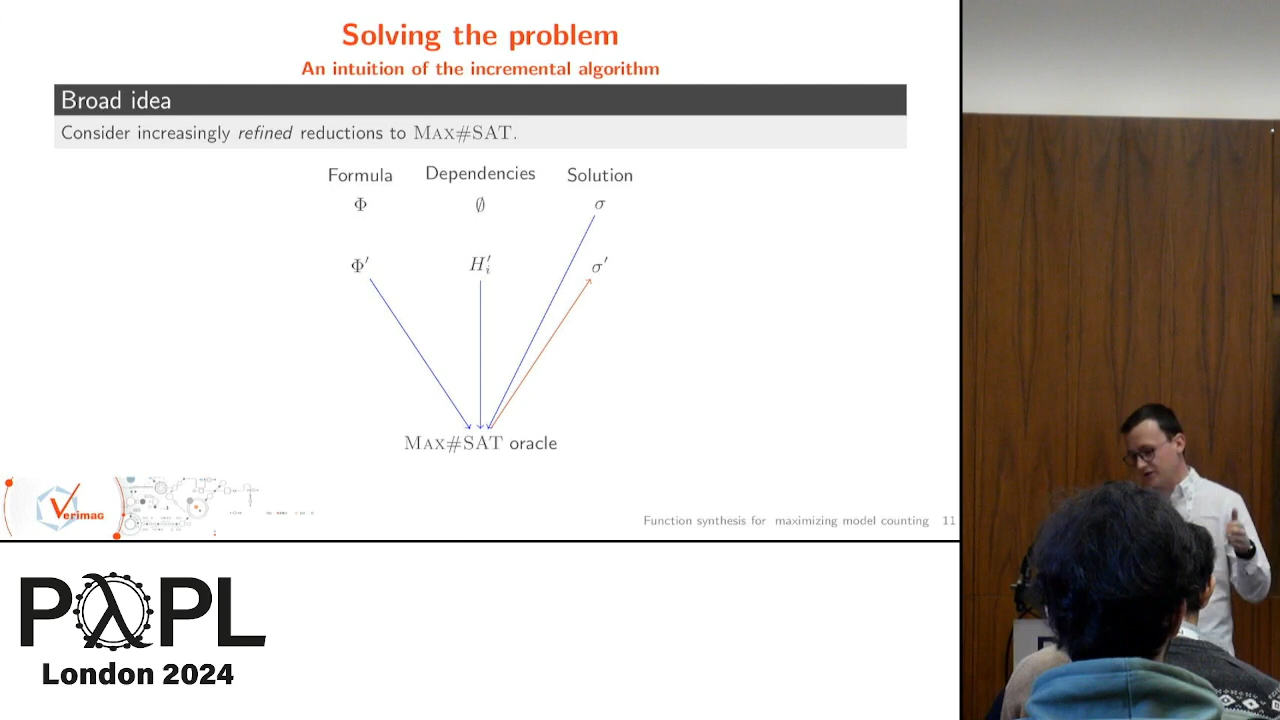 Solving the problem
An intuition of the incremental algorithm
Broad idea
Consider increasingly refined reductions to MAX#SAT.
Formula Dependencies Solution
Φ ∅ σ
Φ′ H′ᵢ σ′
MAX#SAT oracle
Verimag
Function synthesis for maximizing model counting 11
PλPL
London 2024